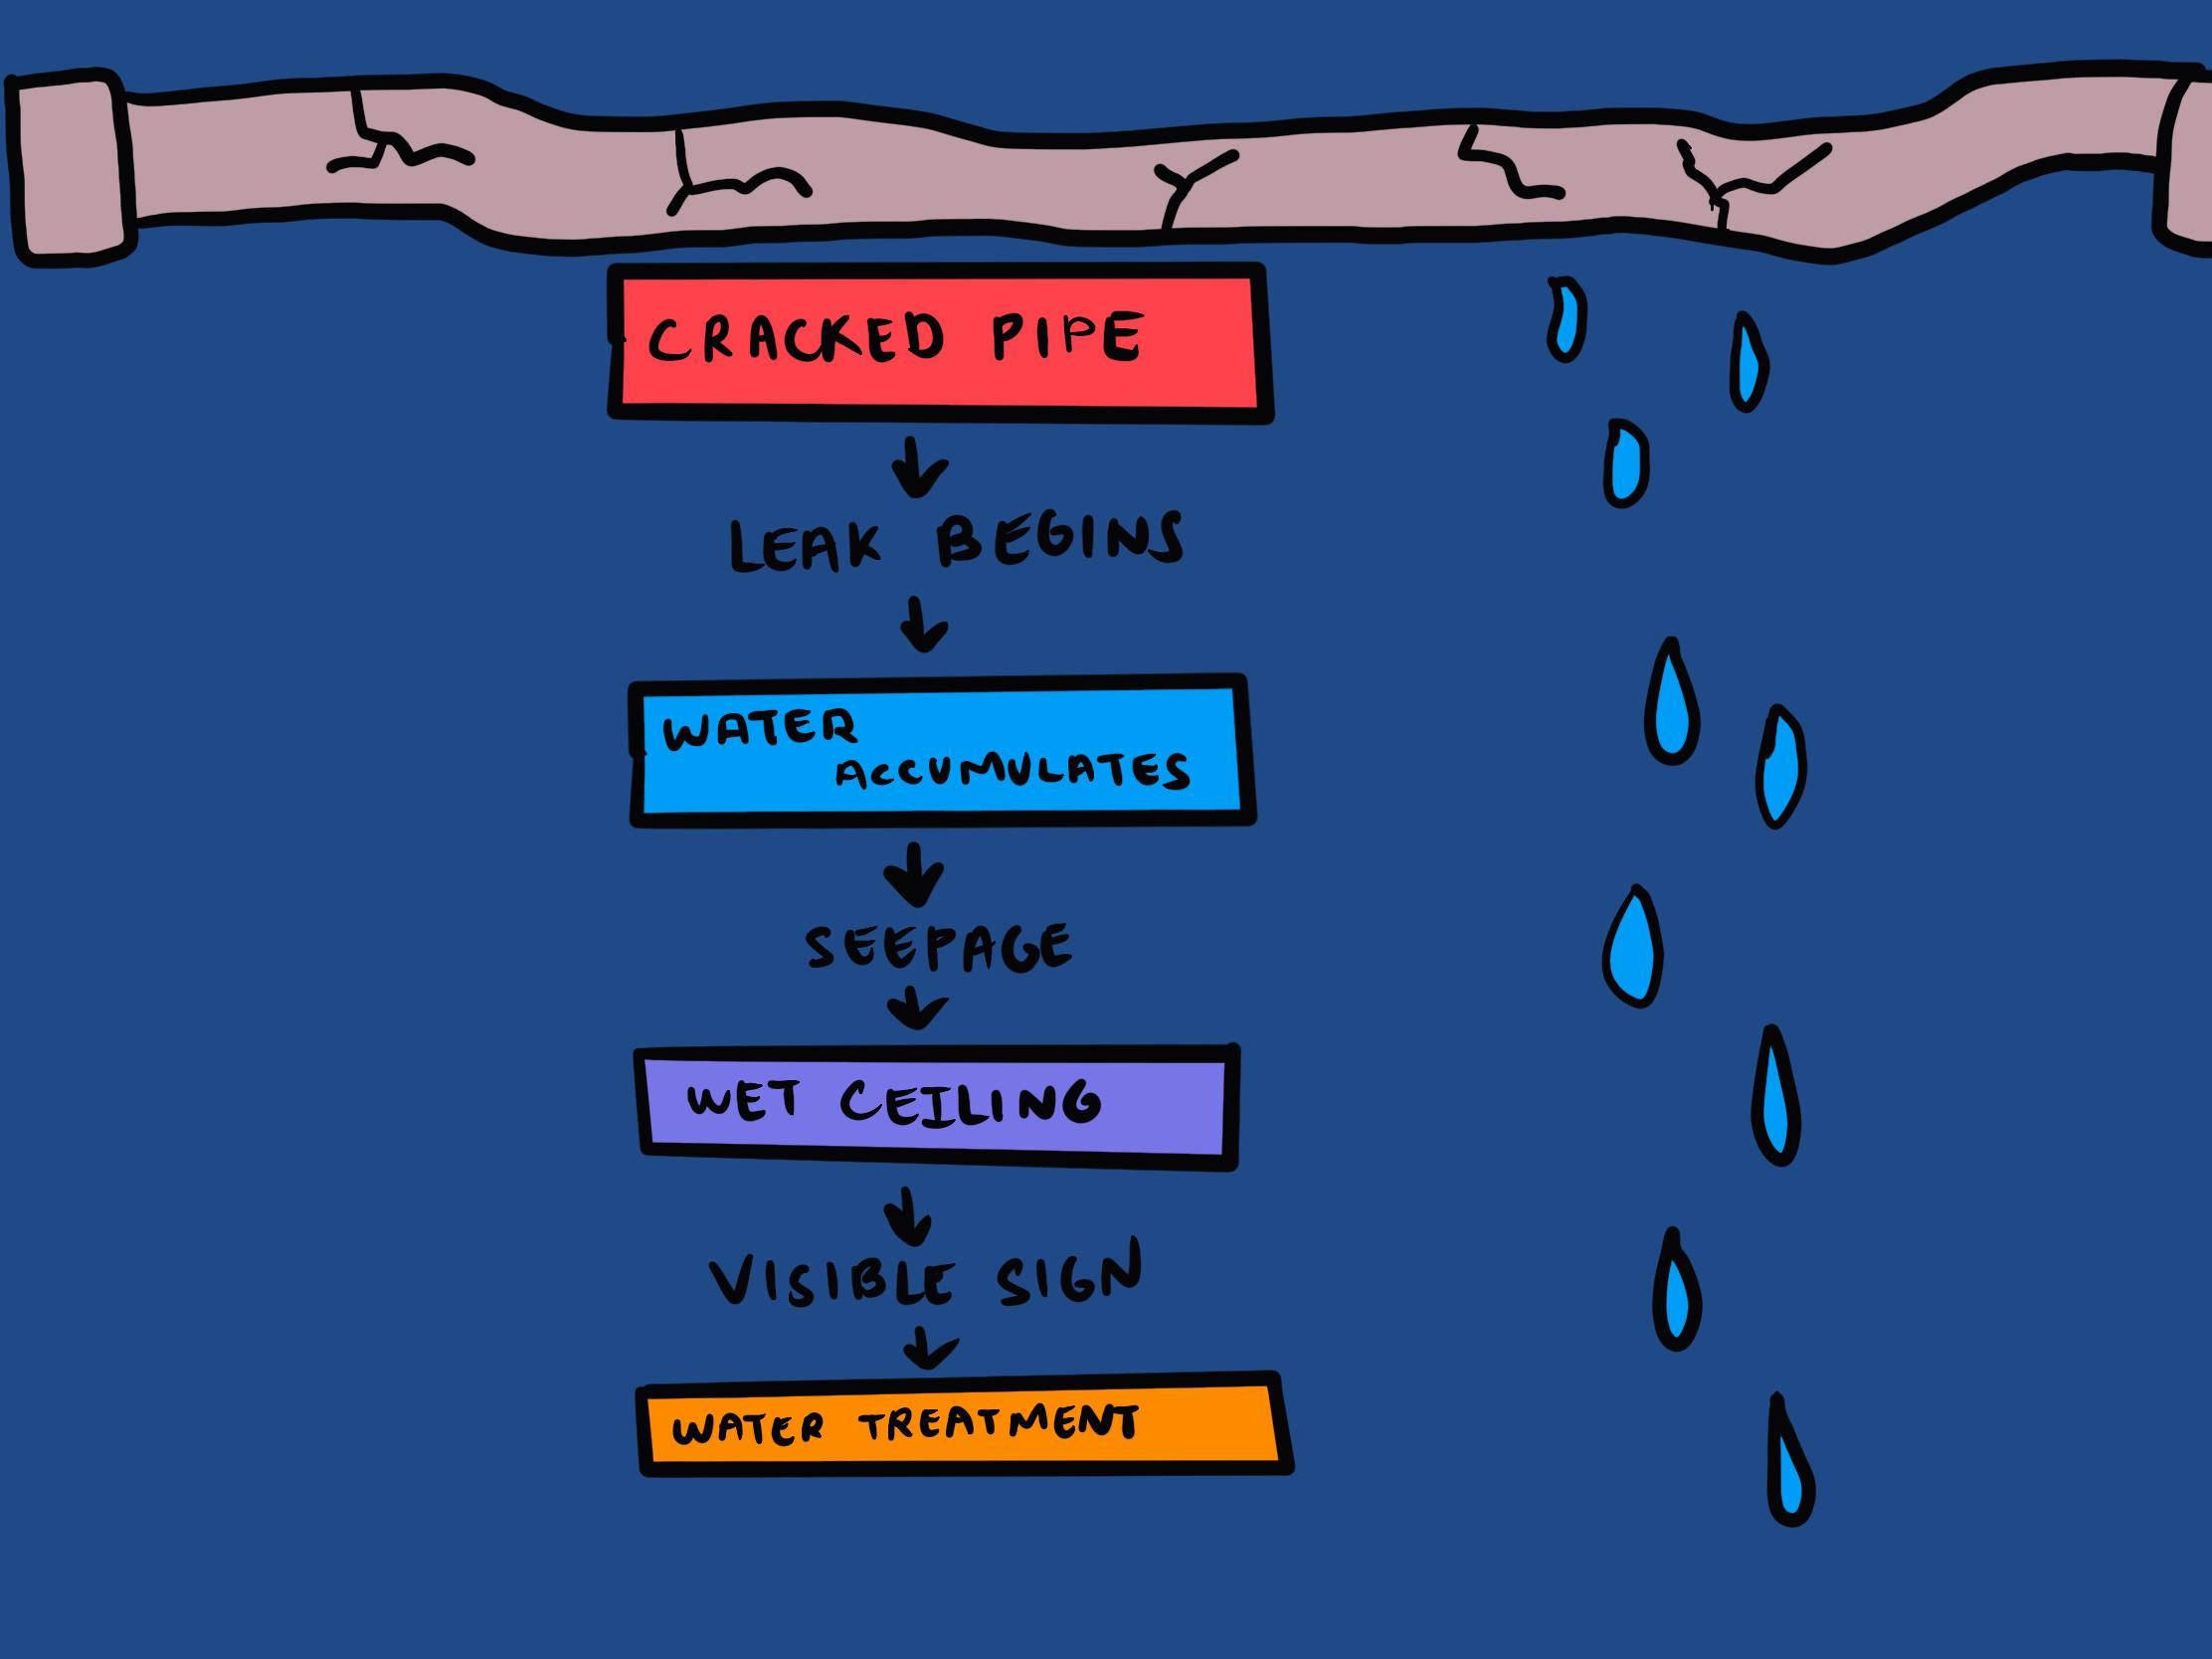 CRACKED PIPE
LEAK BEGINS
WATER
ACCUMULATES
SEEPAGE
WET CEILING
VISIBLE SIGN
WATER TREATMENT